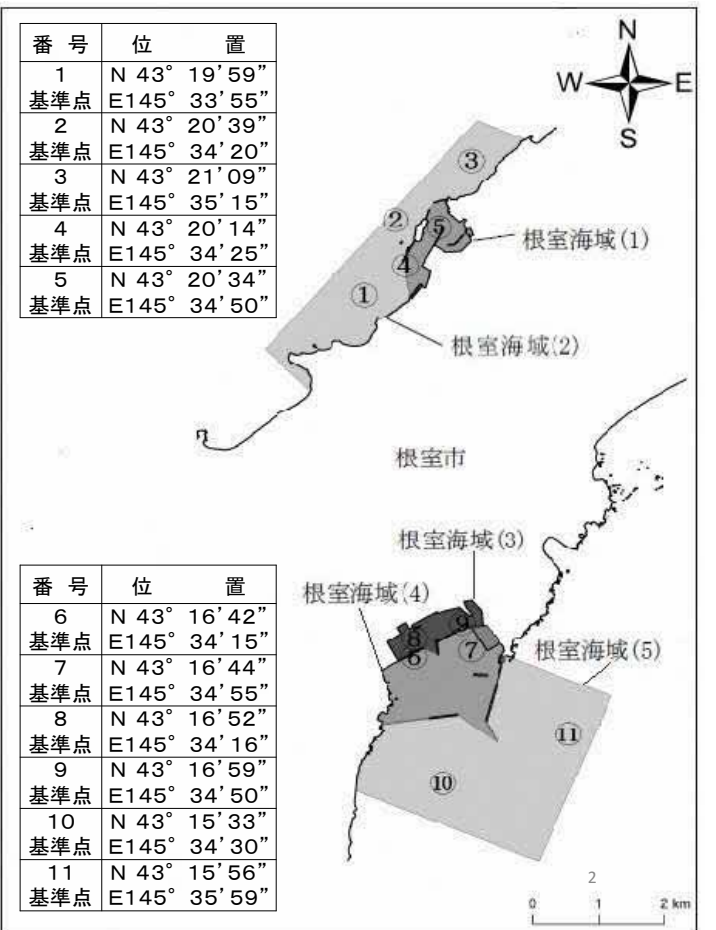 番 号 位 置
1 N 43° 19’59”
基準点 E145° 33’55”
2 N 43° 20’39”
基準点 E145° 34’20”
3 N 43° 21’09”
基準点 E145° 35’15”
4 N 43° 20’14”
基準点 E145° 34’25”
5 N 43° 20’34”
基準点 E145° 34’50”
N
W E
S
③
②
⑤
根室海域(1)
④
①
根室海域(2)
根室市
根室海域(3)
根室海域(4)
⑨
⑧
⑥
⑦
根室海域(5)
⑪
⑩
番 号 位 置
6 N 43° 16’42”
基準点 E145° 34’15”
7 N 43° 16’44”
基準点 E145° 34’55”
8 N 43° 16’52”
基準点 E145° 34’16”
9 N 43° 16’59”
基準点 E145° 34’50”
10 N 43° 15’33”
基準点 E145° 34’30”
11 N 43° 15’56”
基準点 E145° 35’59”
2
0 1 2 km